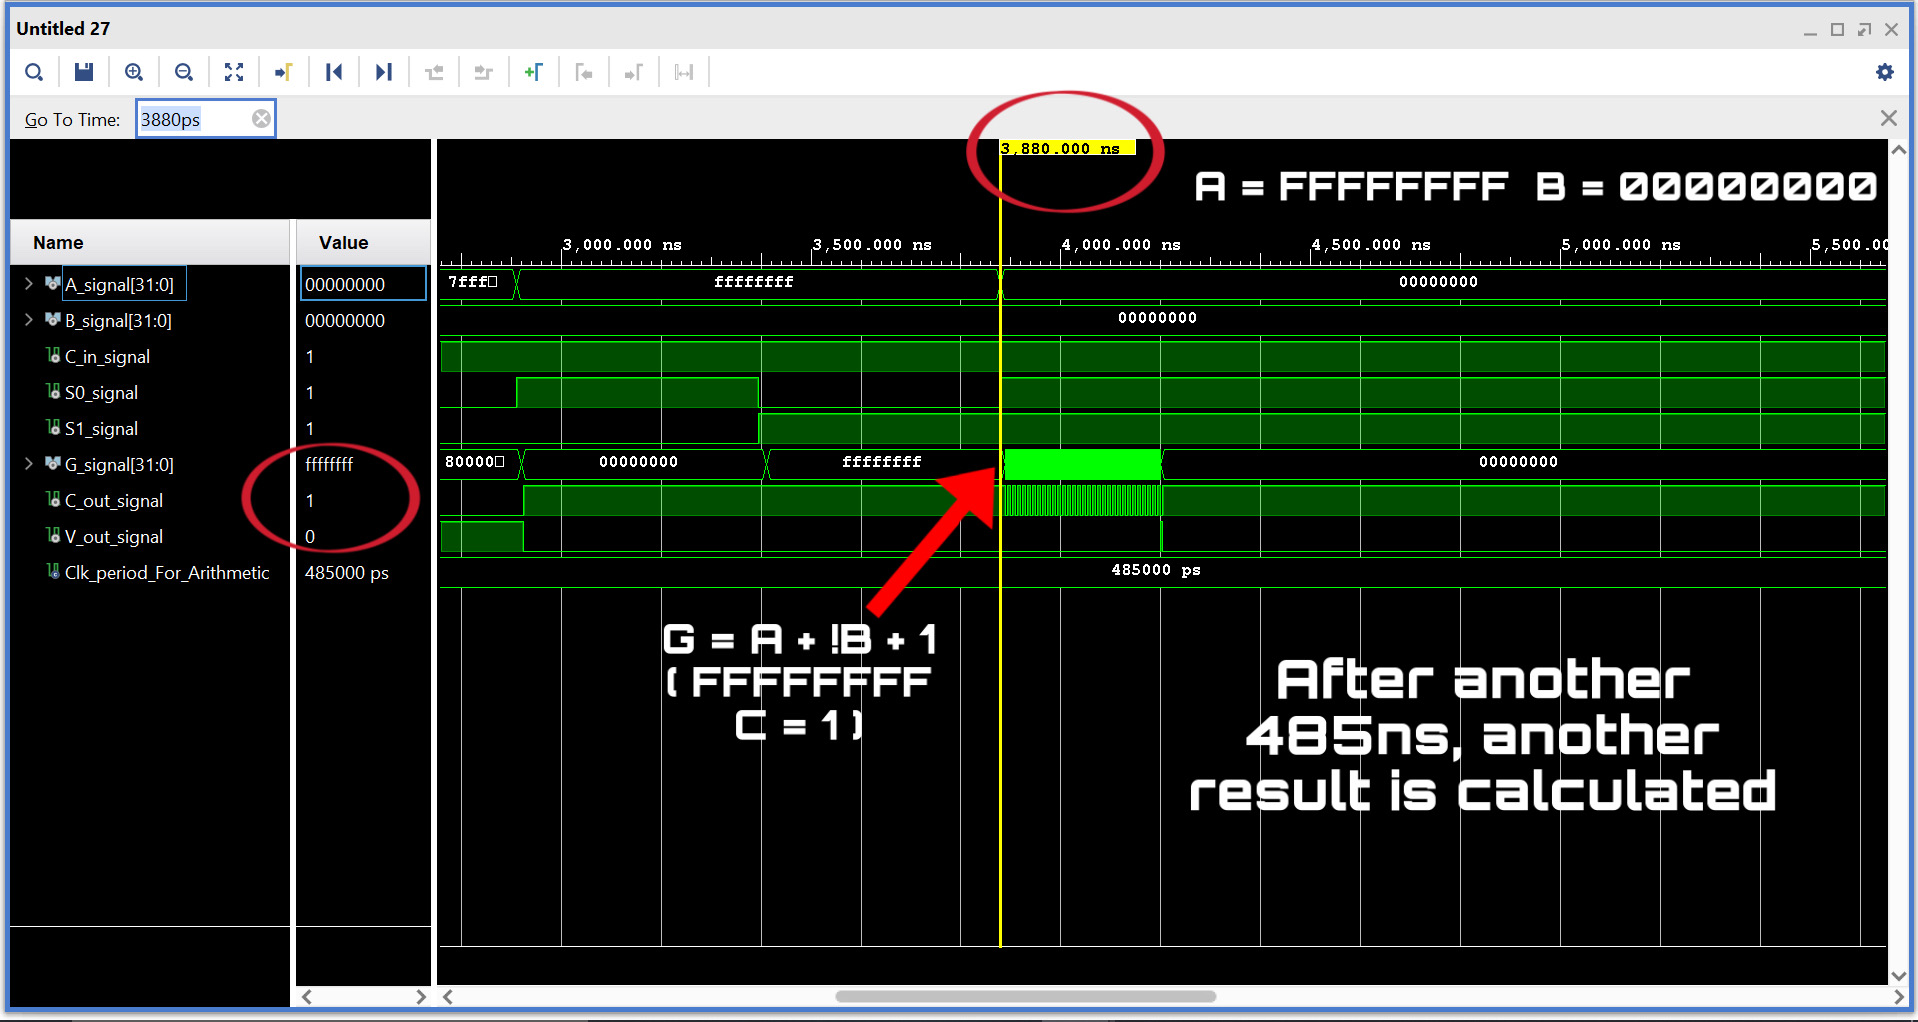 Untitled 27
Go To Time: 3880ps
3,880.000 ns
A = FFFFFFFF B = 00000000
Name Value
3,000.000 ns 3,500.000 ns 4,000.000 ns 4,500.000 ns 5,000.000 ns 5,500.0
A_signal[31:0] 00000000 7fff ffffffff 00000000
B_signal[31:0] 00000000 00000000
C_in_signal 1
S0_signal 1
S1_signal 1
G_signal[31:0] ffffffff 80000 00000000 ffffffff 00000000
C_out_signal 1
V_out_signal 0
Clk_period_For_Arithmetic 485000 ps 485000 ps
G = A + !B + 1
( FFFFFFFF
C = 1 )
After another
485ns, another
result is calculated